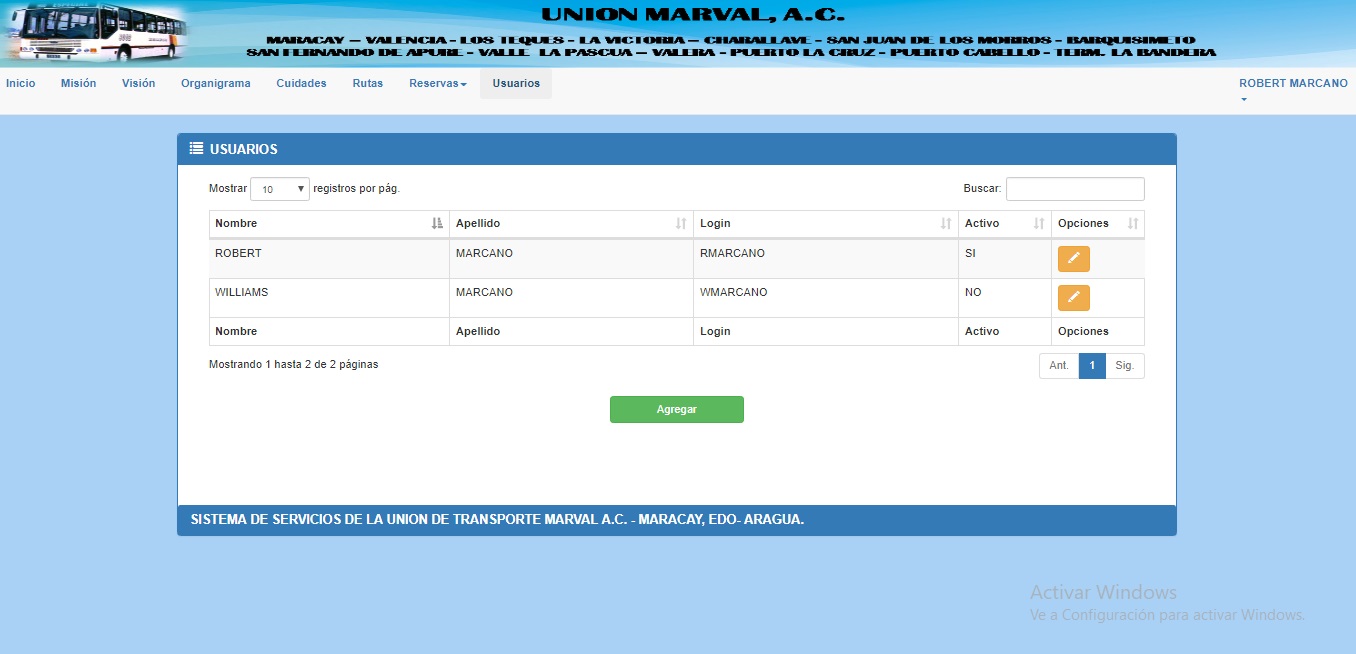 UNION MARVAL, A.C.
MARACAY – VALENCIA - LOS TEQUES - LA VICTORIA – CHARALLAVE - SAN JUAN DE LOS MORROS - BARQUISIMETO
SAN FERNANDO DE APURE - VALLE LA PASCUA – VALERA - PUERTO LA CRUZ - PUERTO CABELLO - TERM. LA BANDERA
Inicio Misión Visión Organigrama Cuidades Rutas Reservas Usuarios ROBERT MARCANO
USUARIOS
Mostrar 10 registros por pág. Buscar:
Nombre Apellido Login Activo Opciones
ROBERT MARCANO RMARCANO SI
WILLIAMS MARCANO WMARCANO NO
Nombre Apellido Login Activo Opciones
Mostrando 1 hasta 2 de 2 páginas Ant. 1 Sig.
Agregar
SISTEMA DE SERVICIOS DE LA UNION DE TRANSPORTE MARVAL A.C. - MARACAY, EDO- ARAGUA.
Activar Windows
Ve a Configuración para activar Windows.